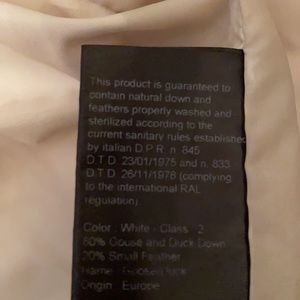 This product is guaranteed to
contain natural down and
feathers properly washed and
sterilized according to the
current sanitary rules established
by italian D.P.R. n. 845
D.T.D. 23/01/1975 and n. 833
D.T.D. 26/11/1978 (complying
to the international RAL
regulation).
Color : White - Class : 2
80% Gouse and Duck Down
20% Small Feather
Name :
Origin : Europe